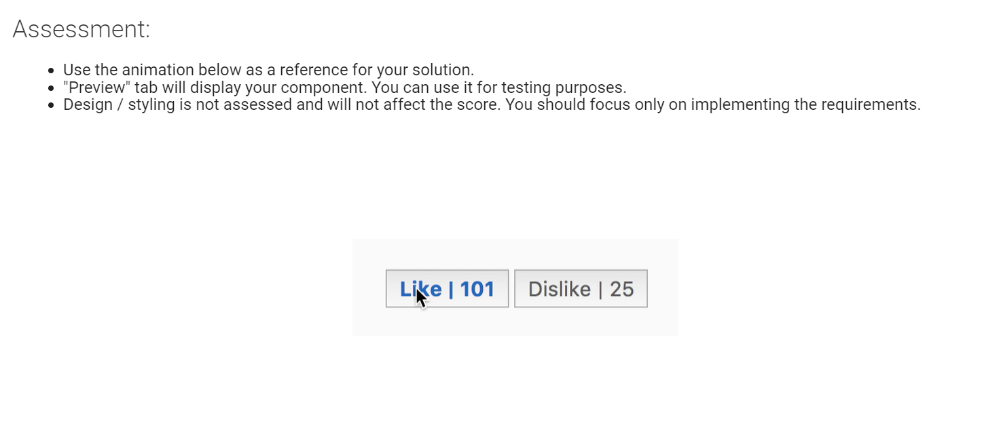 Assessment:
Use the animation below as a reference for your solution.
"Preview" tab will display your component. You can use it for testing purposes.
Design / styling is not assessed and will not affect the score. You should focus only on implementing the requirements.
Like | 101 Dislike | 25